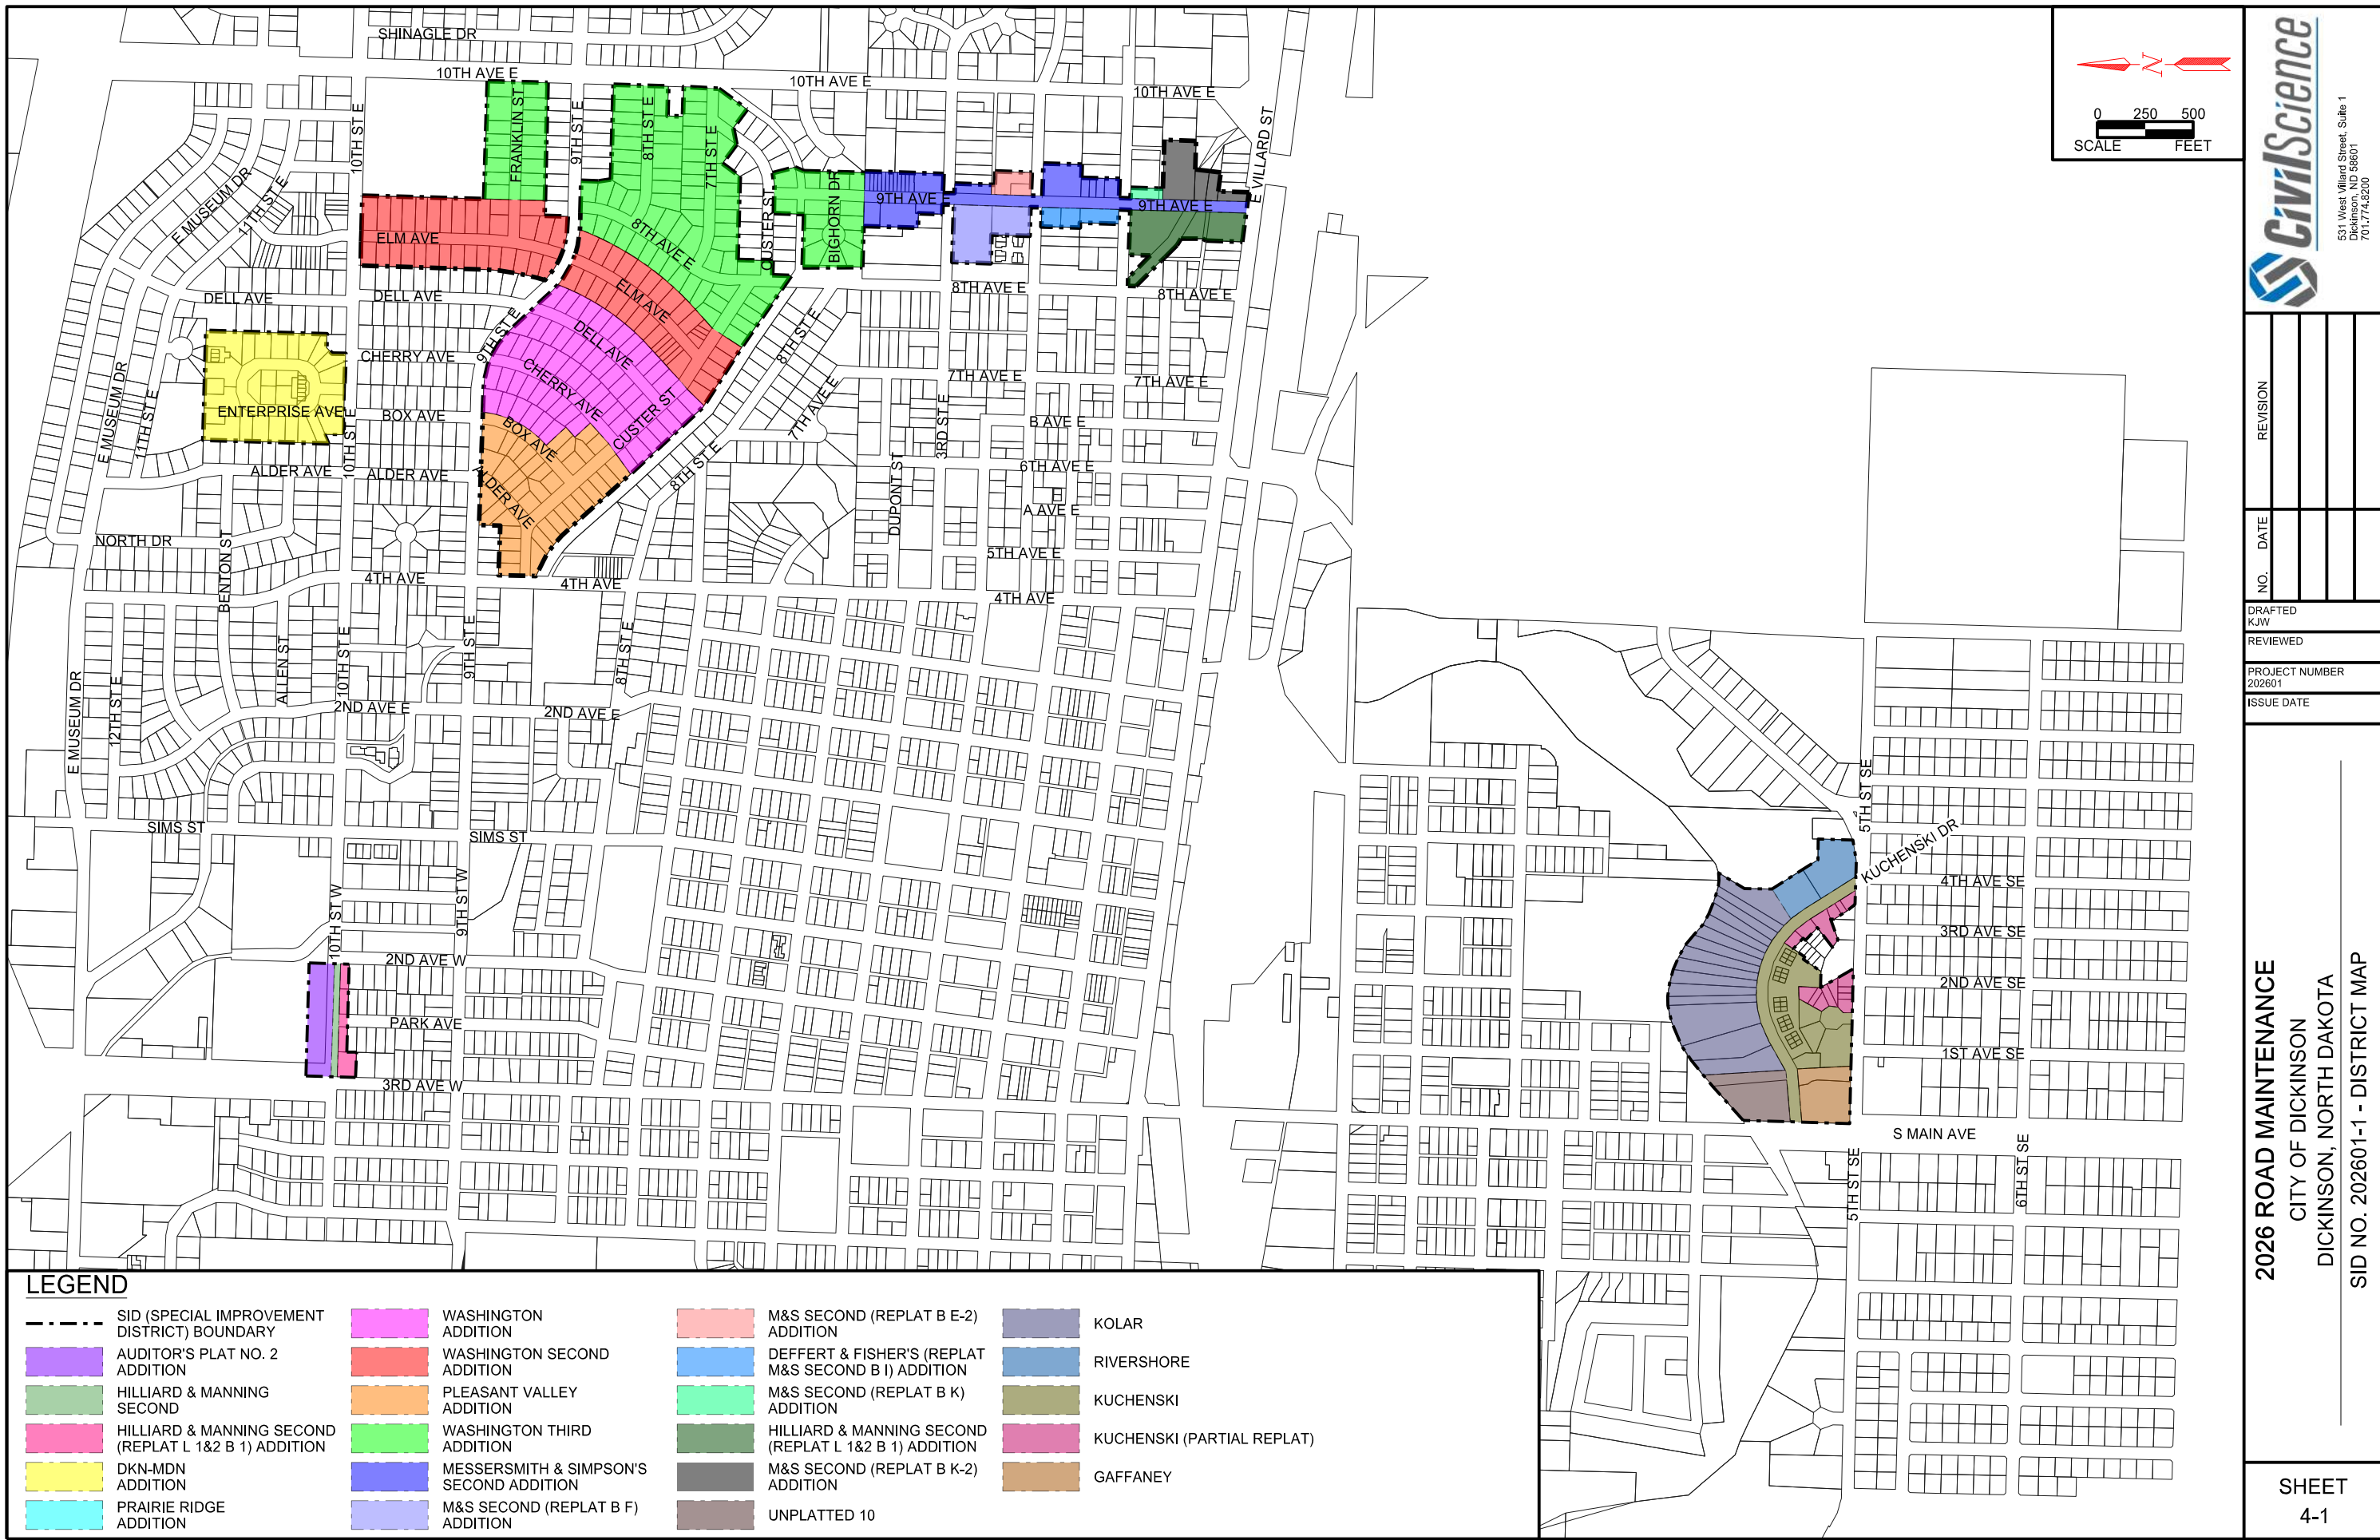 SHINAGLE DR
10TH AVE E
10TH AVE E
10TH AVE E
FRANKLIN ST
9TH ST E
8TH ST E
7TH ST E
10TH ST E
E MUSEUM DR
11TH ST E
ELM AVE
8TH AVE E
CUSTER ST
BIGHORN DR
9TH AVE E
9TH AVE E
E VILLARD ST
DELL AVE
DELL AVE
ELM AVE
8TH AVE E
8TH AVE E
9TH ST E
DELL AVE
8TH ST E
CHERRY AVE
CHERRY AVE
7TH AVE E
7TH AVE E
E MUSEUM DR
11TH ST E
ENTERPRISE AVE
10TH ST E
BOX AVE
BOX AVE
CUSTER ST
7TH AVE E
3RD ST E
B AVE E
ALDER AVE
ALDER AVE
ALDER AVE
8TH ST E
DUPONT ST
6TH AVE E
A AVE E
NORTH DR
BENTON ST
5TH AVE E
4TH AVE
4TH AVE
4TH AVE
E MUSEUM DR
12TH ST E
ALLEN ST
10TH ST E
9TH ST E
8TH ST E
2ND AVE E
2ND AVE E
SIMS ST
SIMS ST
10TH ST W
9TH ST W
2ND AVE W
PARK AVE
3RD AVE W
5TH ST SE
KUCHENSKI DR
4TH AVE SE
3RD AVE SE
2ND AVE SE
1ST AVE SE
S MAIN AVE
5TH ST SE
6TH ST SE
N
0 250 500
SCALE FEET
LEGEND
SID (SPECIAL IMPROVEMENT
DISTRICT) BOUNDARY
AUDITOR'S PLAT NO. 2
ADDITION
HILLIARD & MANNING
SECOND
HILLIARD & MANNING SECOND
(REPLAT L 1&2 B 1) ADDITION
DKN-MDN
ADDITION
PRAIRIE RIDGE
ADDITION
WASHINGTON
ADDITION
WASHINGTON SECOND
ADDITION
PLEASANT VALLEY
ADDITION
WASHINGTON THIRD
ADDITION
MESSERSMITH & SIMPSON'S
SECOND ADDITION
M&S SECOND (REPLAT B F)
ADDITION
M&S SECOND (REPLAT B E-2)
ADDITION
DEFFERT & FISHER'S (REPLAT
M&S SECOND B I) ADDITION
M&S SECOND (REPLAT B K)
ADDITION
HILLIARD & MANNING SECOND
(REPLAT L 1&2 B 1) ADDITION
M&S SECOND (REPLAT B K-2)
ADDITION
UNPLATTED 10
KOLAR
RIVERSHORE
KUCHENSKI
KUCHENSKI (PARTIAL REPLAT)
GAFFANEY
CivilScience
531 West Villard Street, Suite 1
Dickinson, ND 58601
701.774.8200
NO. DATE REVISION
DRAFTED
KJW
REVIEWED
PROJECT NUMBER
202601
ISSUE DATE
2026 ROAD MAINTENANCE
CITY OF DICKINSON
DICKINSON, NORTH DAKOTA
SID NO. 202601-1 - DISTRICT MAP
SHEET
4-1